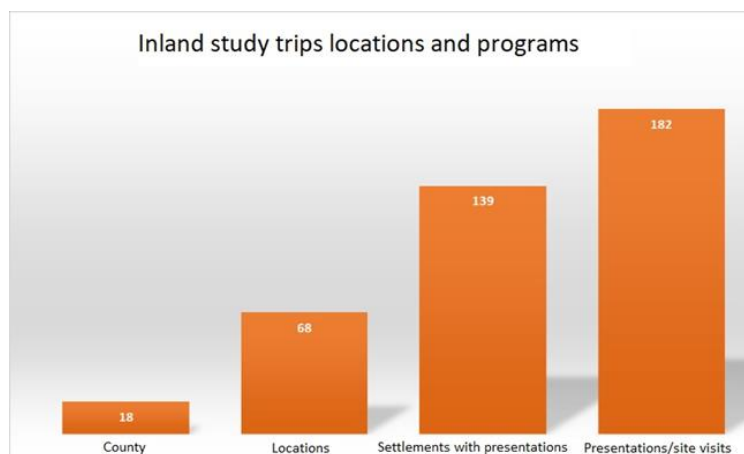 Inland study trips locations and programs
182
139
68
18
County
Locations
Settlements with presentations
Presentations/site visits